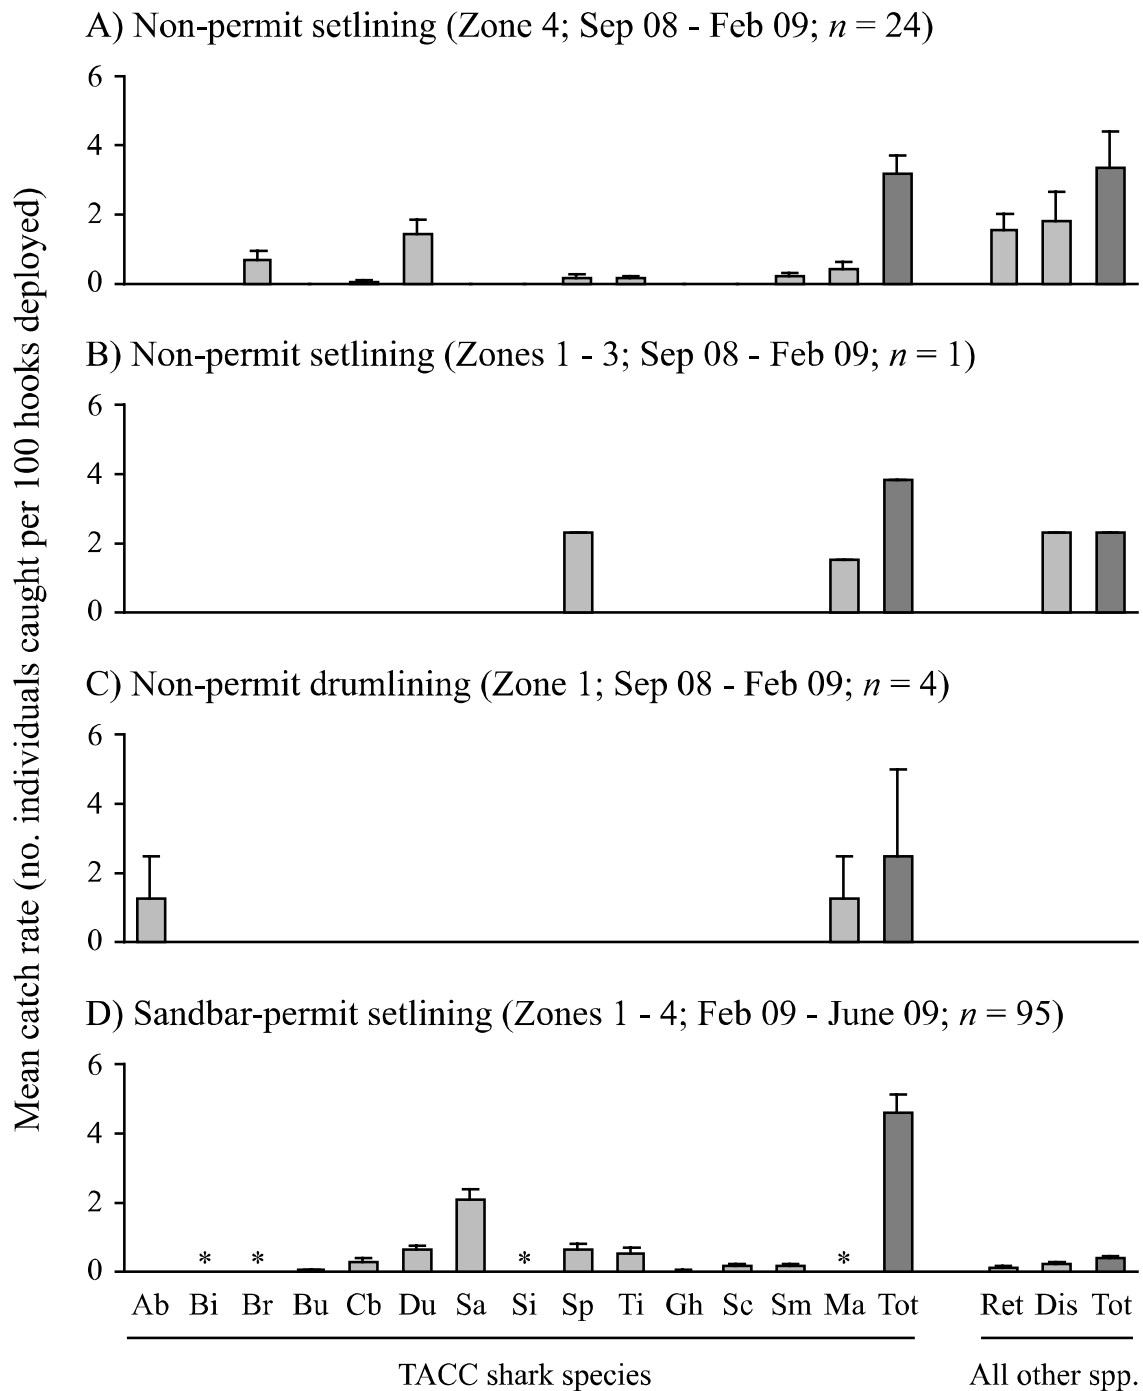 A) Non-permit setlining (Zone 4; Sep 08 - Feb 09; n = 24)
6
4
2
0
B) Non-permit setlining (Zones 1 - 3; Sep 08 - Feb 09; n = 1)
6
4
2
0
C) Non-permit drumlining (Zone 1; Sep 08 - Feb 09; n = 4)
6
4
2
0
D) Sandbar-permit setlining (Zones 1 - 4; Feb 09 - June 09; n = 95)
6
4
2
0
* * * *
Mean catch rate (no. individuals caught per 100 hooks deployed)
Ab Bi Br Bu Cb Du Sa Si Sp Ti Gh Sc Sm Ma Tot Ret Dis Tot
TACC shark species All other spp.